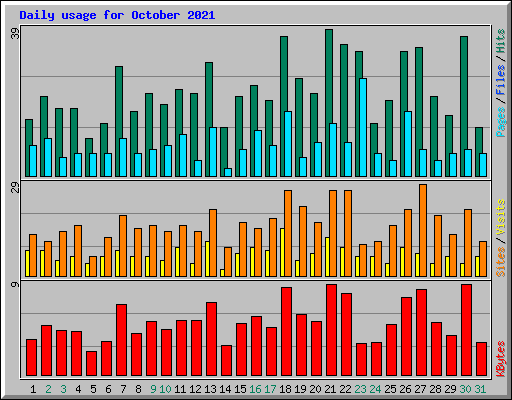 Daily usage for October 2021
39
Pages / Files / Hits
29
Sites / Visits
9
KBytes
1 2 3 4 5 6 7 8 9 10 11 12 13 14 15 16 17 18 19 20 21 22 23 24 25 26 27 28 29 30 31